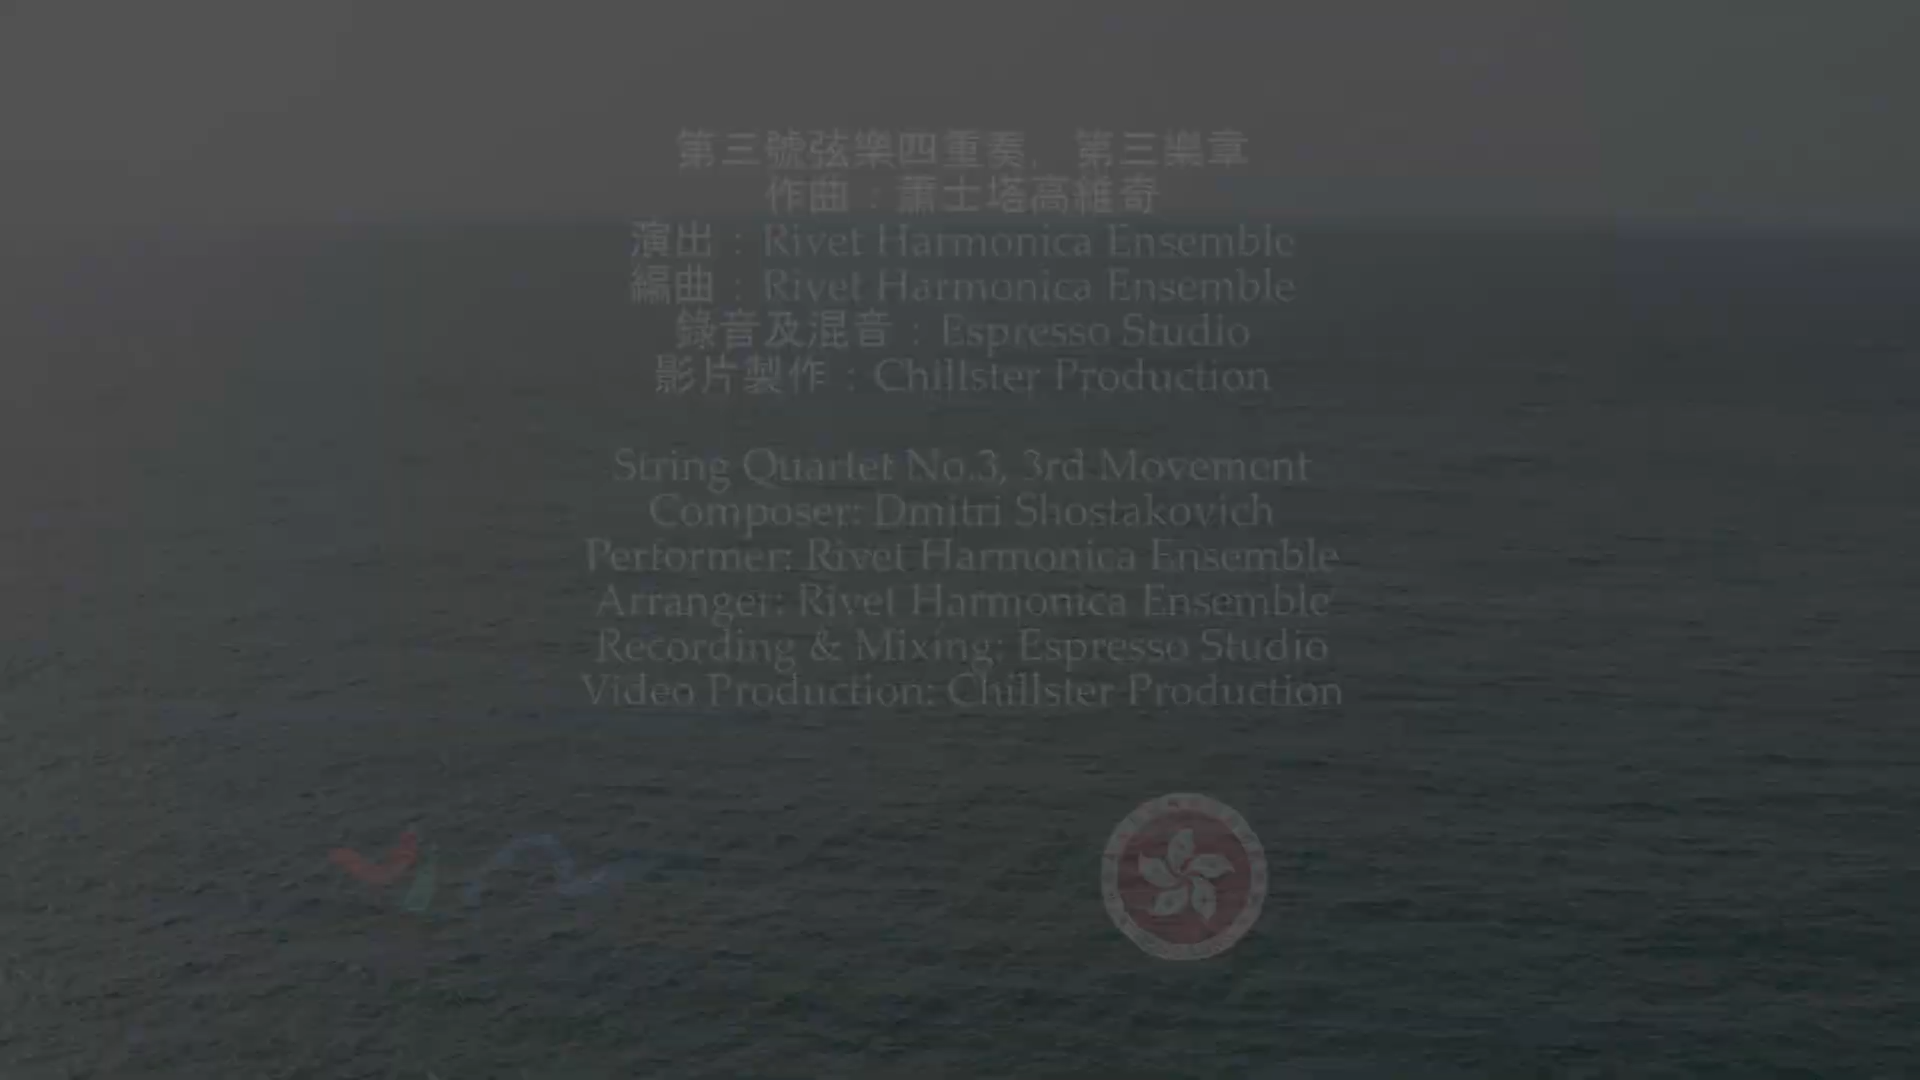 第三號弦樂四重奏，第三樂章
作曲：蕭士塔高維奇
演出：Rivet Harmonica Ensemble
編曲：Rivet Harmonica Ensemble
錄音及混音：Espresso Studio
影片製作：Chillster Production
String Quartet No.3, 3rd Movement
Composer: Dmitri Shostakovich
Performer: Rivet Harmonica Ensemble
Arranger: Rivet Harmonica Ensemble
Recording & Mixing: Espresso Studio
Video Production: Chillster Production